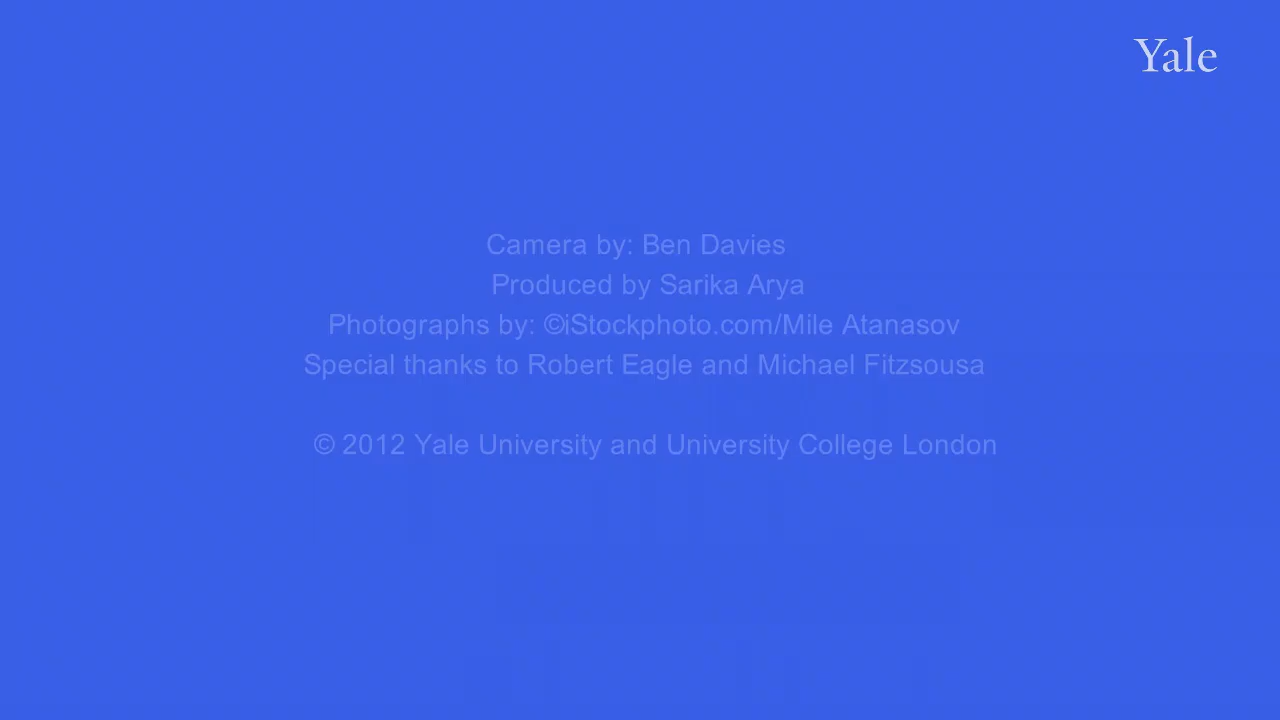 Yale
Camera by: Ben Davies
Produced by Sarika Arya
Photographs by: ©iStockphoto.com/Mile Atanasov
Special thanks to Robert Eagle and Michael Fitzsousa
© 2012 Yale University and University College London